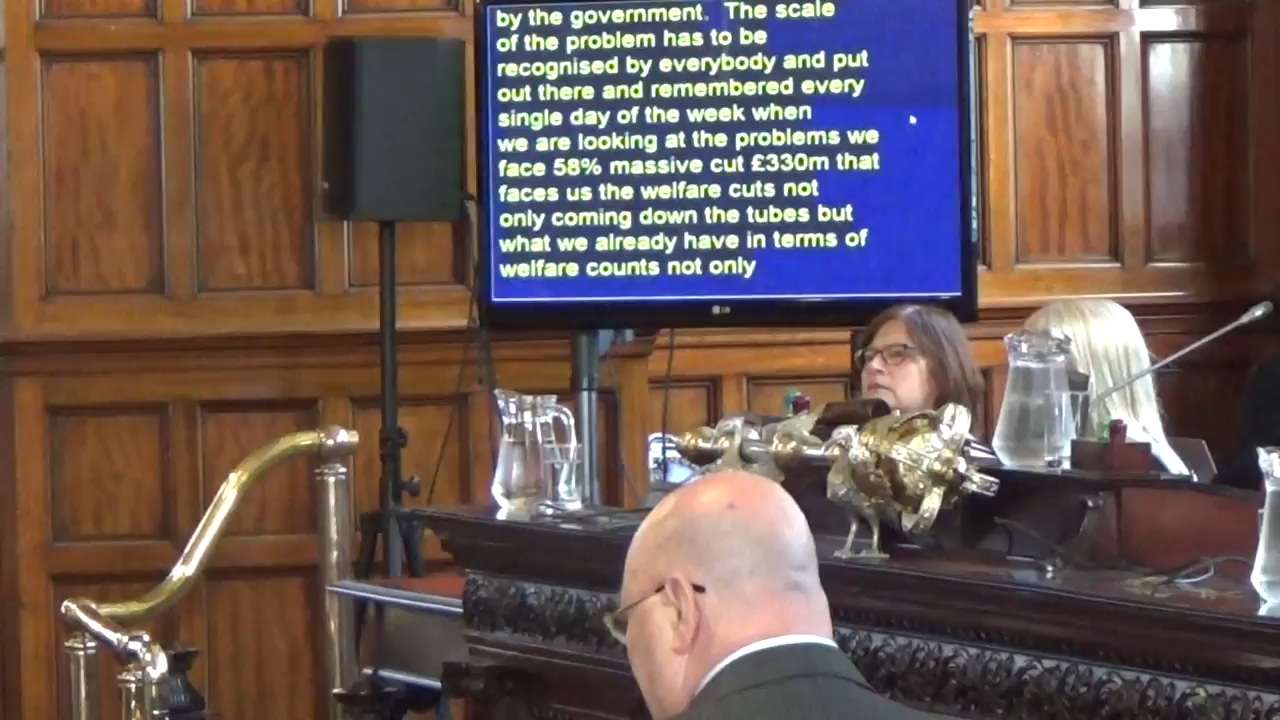 by the government. The scale
of the problem has to be
recognised by everybody and put
out there and remembered every
single day of the week when
we are looking at the problems we
face 58% massive cut £330m that
faces us the welfare cuts not
only coming down the tubes but
what we already have in terms of
welfare counts not only
LG